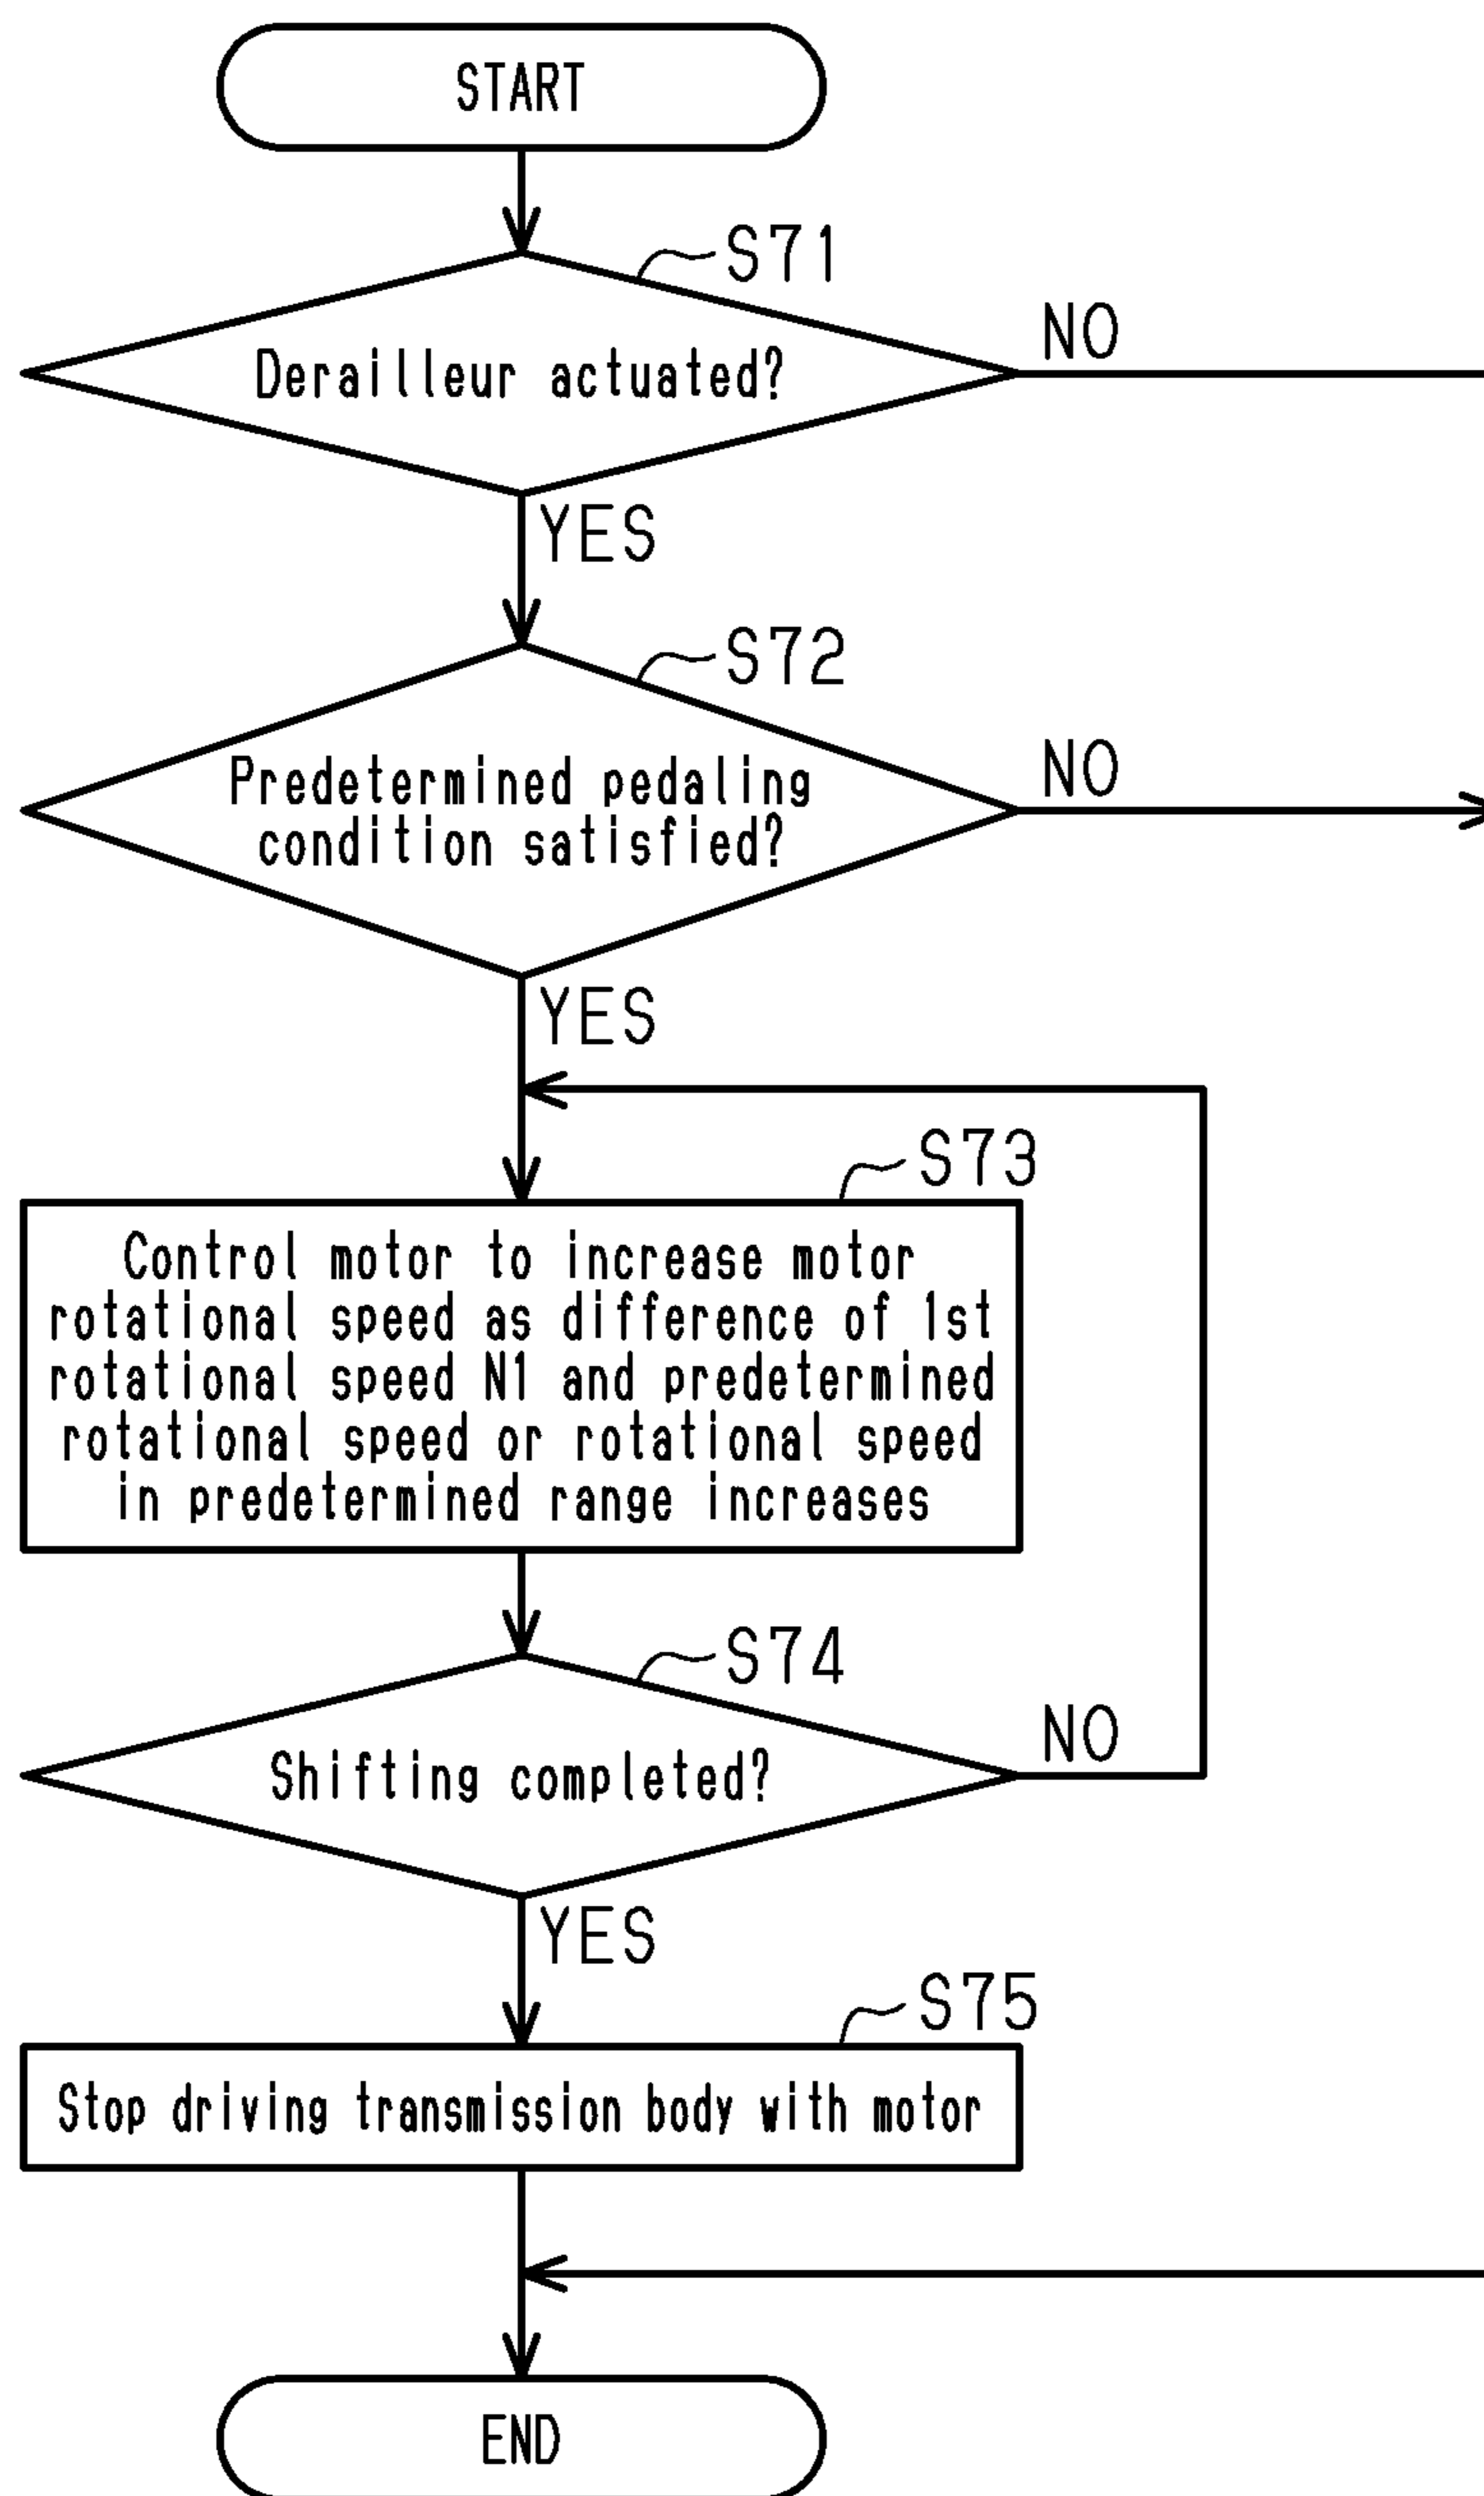 START
S71
NO
Derailleur actuated?
YES
S72
NO
Predetermined pedaling
condition satisfied?
YES
S73
Control motor to increase motor
rotational speed as difference of 1st
rotational speed N1 and predetermined
rotational speed or rotational speed
in predetermined range increases
S74
NO
Shifting completed?
YES
S75
Stop driving transmission body with motor
END